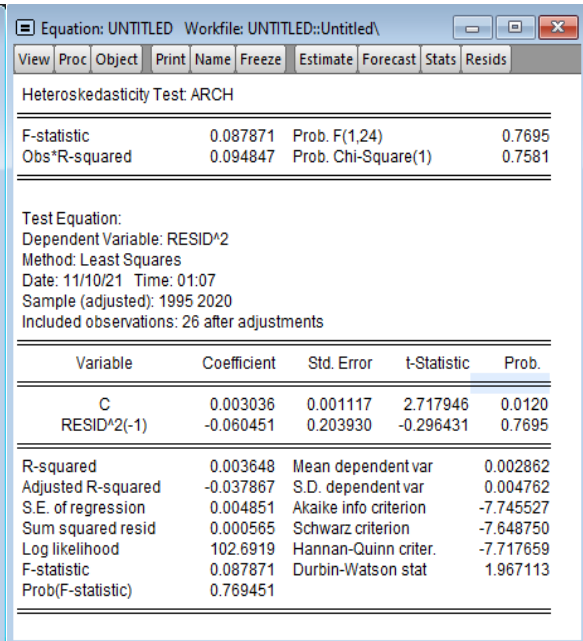 Equation: UNTITLED Workfile: UNTITLED::Untitled\
View Proc Object Print Name Freeze Estimate Forecast Stats Resids
Heteroskedasticity Test: ARCH
F-statistic 0.087871 Prob. F(1,24) 0.7695
Obs*R-squared 0.094847 Prob. Chi-Square(1) 0.7581
Test Equation:
Dependent Variable: RESID^2
Method: Least Squares
Date: 11/10/21 Time: 01:07
Sample (adjusted): 1995 2020
Included observations: 26 after adjustments
Variable Coefficient Std. Error t-Statistic Prob.
C 0.003036 0.001117 2.717946 0.0120
RESID^2(-1) -0.060451 0.203930 -0.296431 0.7695
R-squared 0.003648 Mean dependent var 0.002862
Adjusted R-squared -0.037867 S.D. dependent var 0.004762
S.E. of regression 0.004851 Akaike info criterion -7.745527
Sum squared resid 0.000565 Schwarz criterion -7.648750
Log likelihood 102.6919 Hannan-Quinn criter. -7.717659
F-statistic 0.087871 Durbin-Watson stat 1.967113
Prob(F-statistic) 0.769451